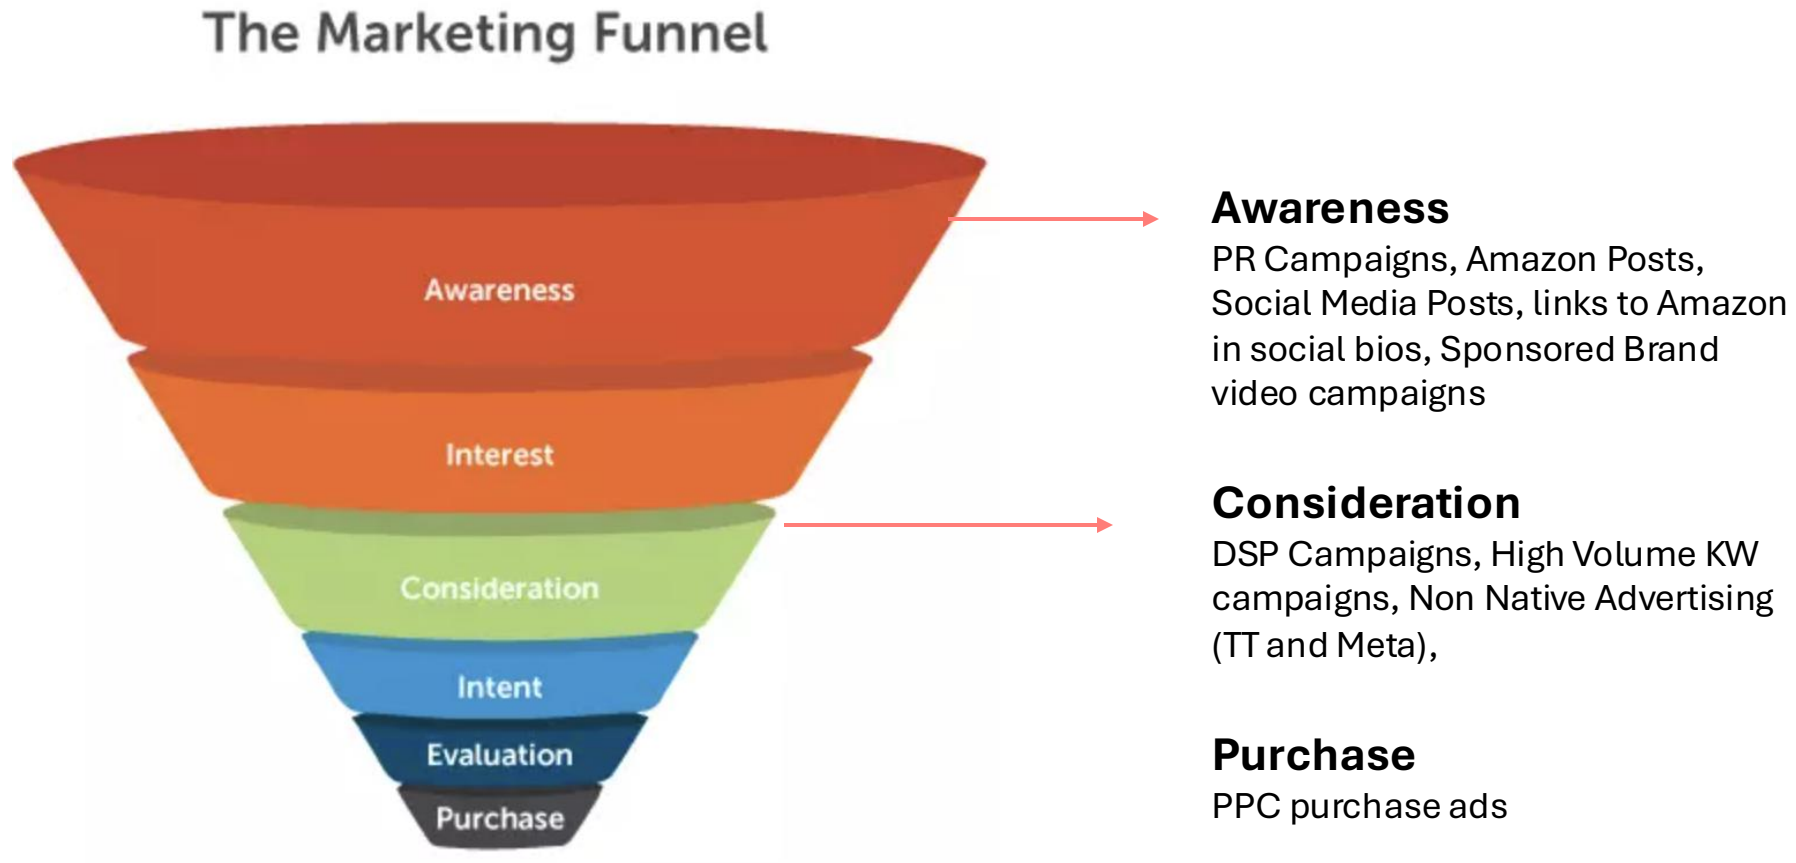 The Marketing Funnel
Awareness
Interest
Consideration
Intent
Evaluation
Purchase
Awareness
PR Campaigns, Amazon Posts,
Social Media Posts, links to Amazon
in social bios, Sponsored Brand
video campaigns
Consideration
DSP Campaigns, High Volume KW
campaigns, Non Native Advertising
(TT and Meta),
Purchase
PPC purchase ads